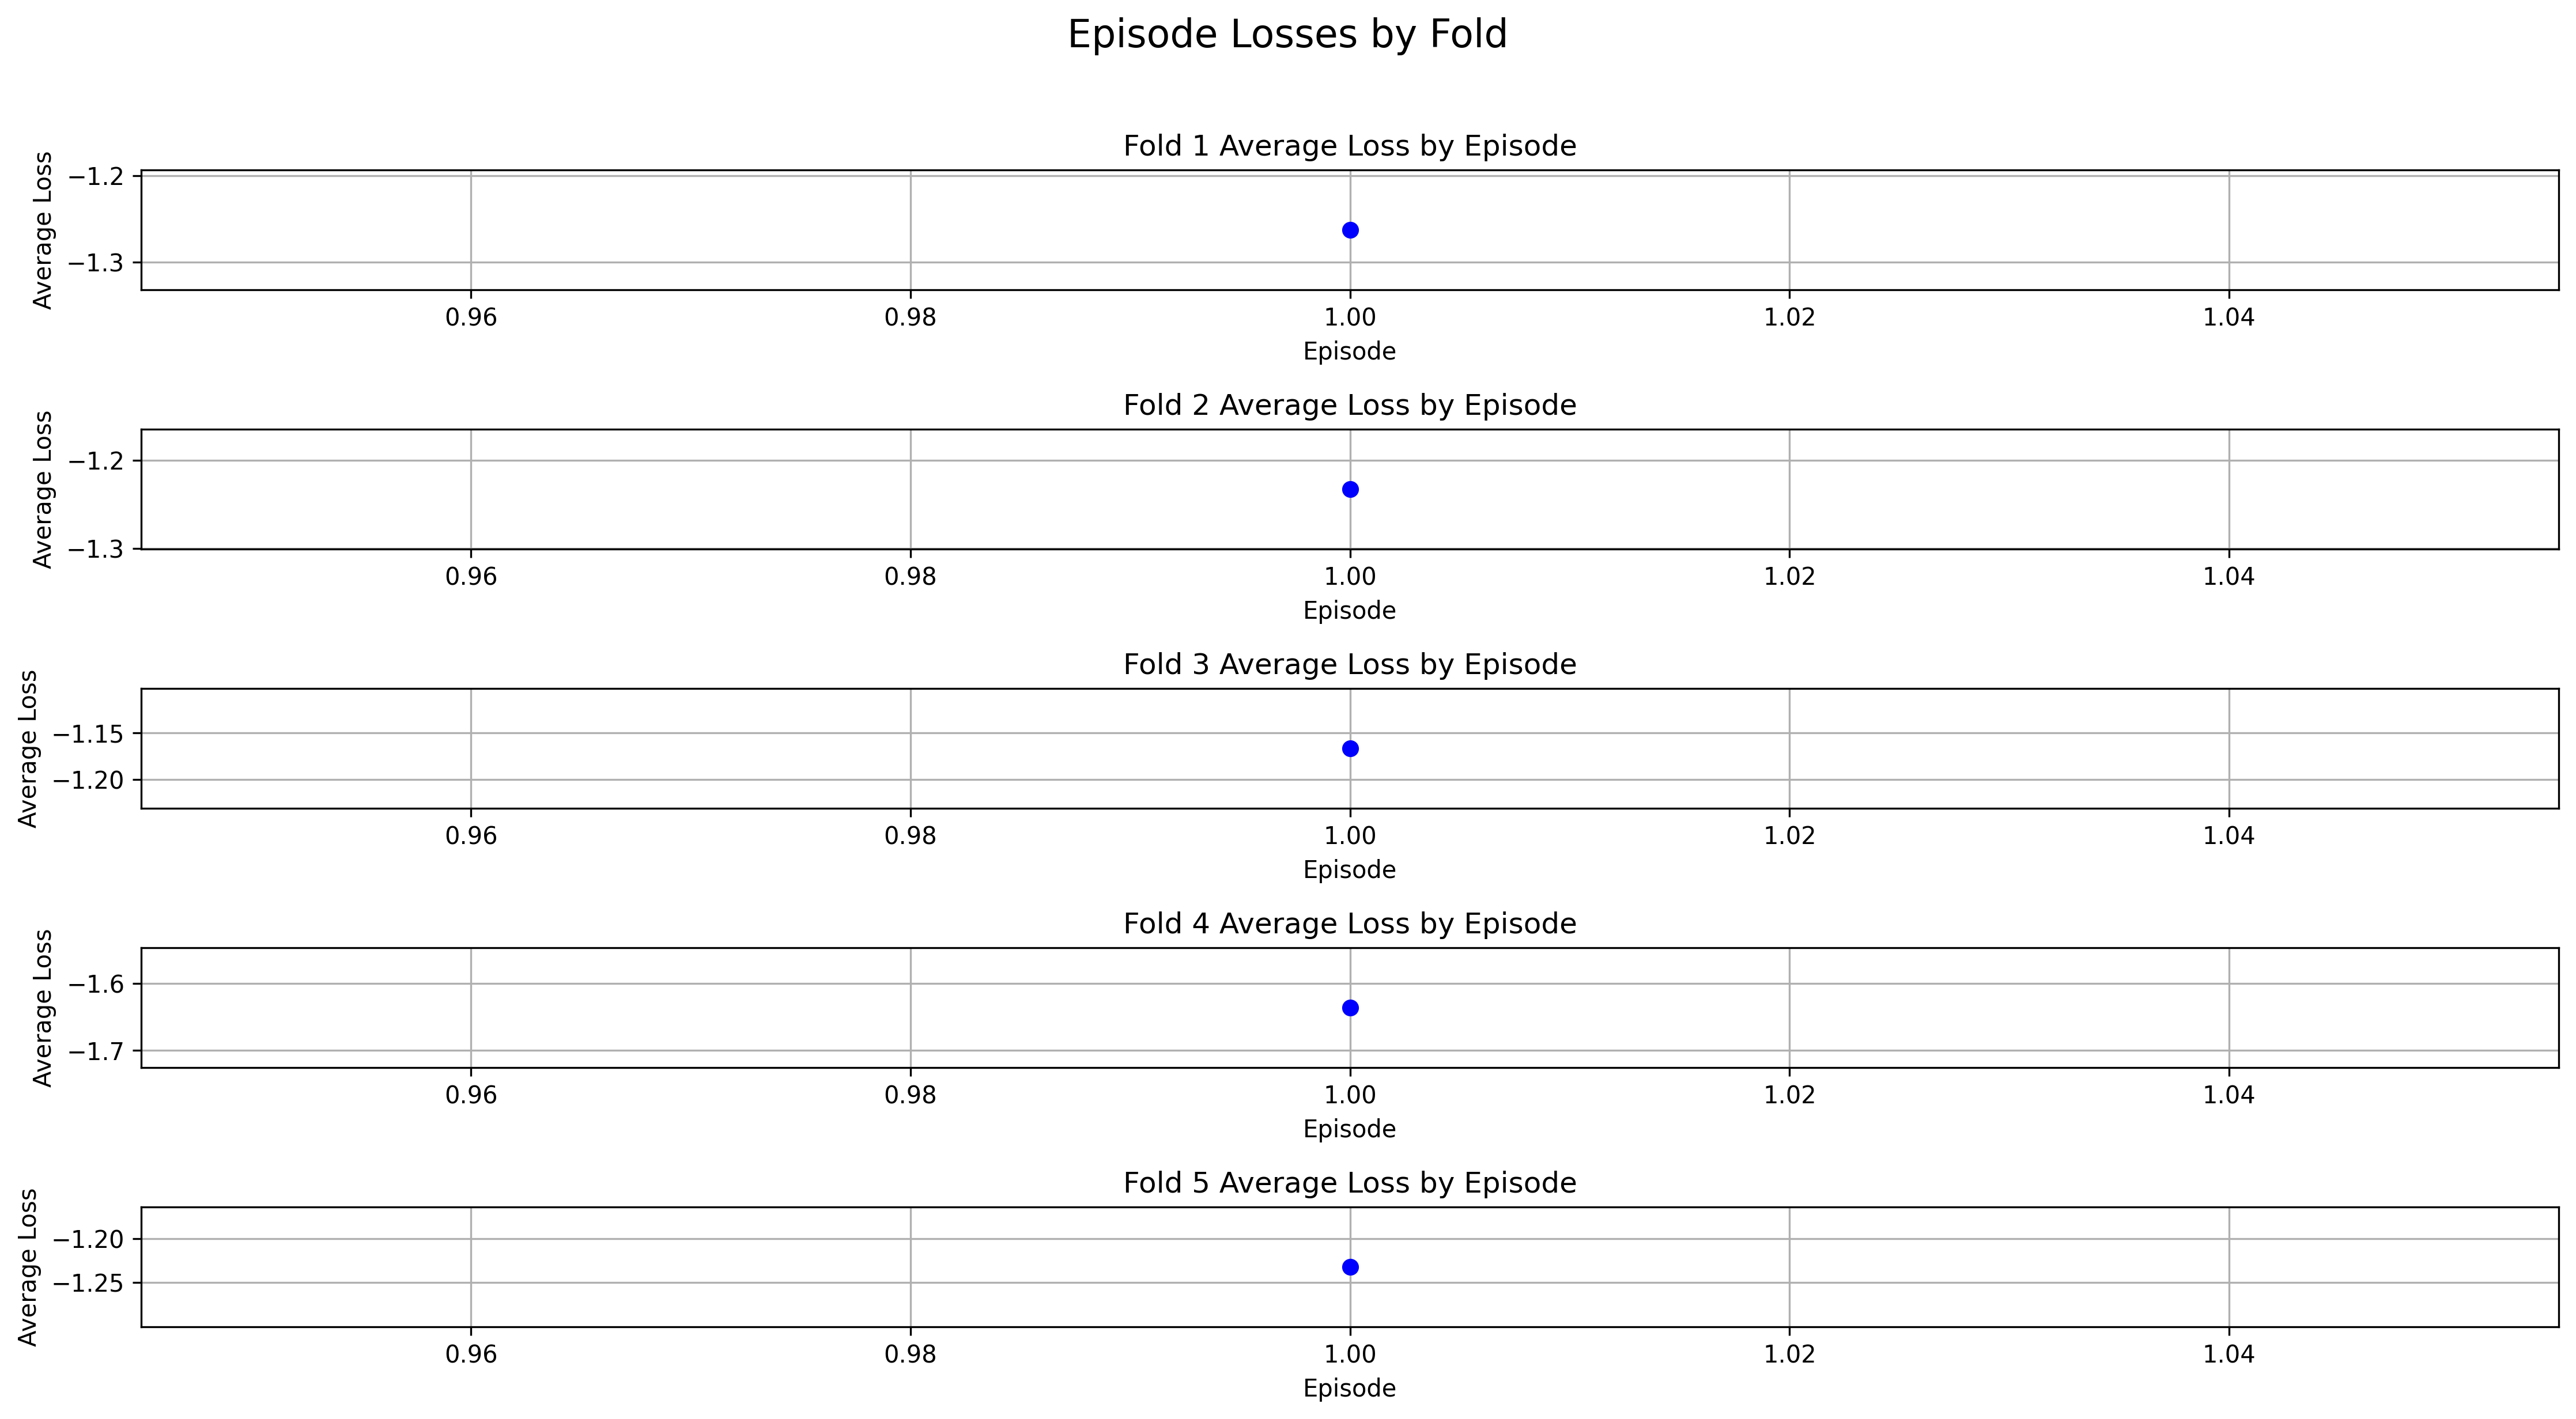 Episode Losses by Fold
Fold 1 Average Loss by Episode
Average Loss
−1.2
−1.3
0.96 0.98 1.00 1.02 1.04
Episode
Fold 2 Average Loss by Episode
Average Loss
−1.2
−1.3
0.96 0.98 1.00 1.02 1.04
Episode
Fold 3 Average Loss by Episode
Average Loss
−1.15
−1.20
0.96 0.98 1.00 1.02 1.04
Episode
Fold 4 Average Loss by Episode
Average Loss
−1.6
−1.7
0.96 0.98 1.00 1.02 1.04
Episode
Fold 5 Average Loss by Episode
Average Loss
−1.20
−1.25
0.96 0.98 1.00 1.02 1.04
Episode